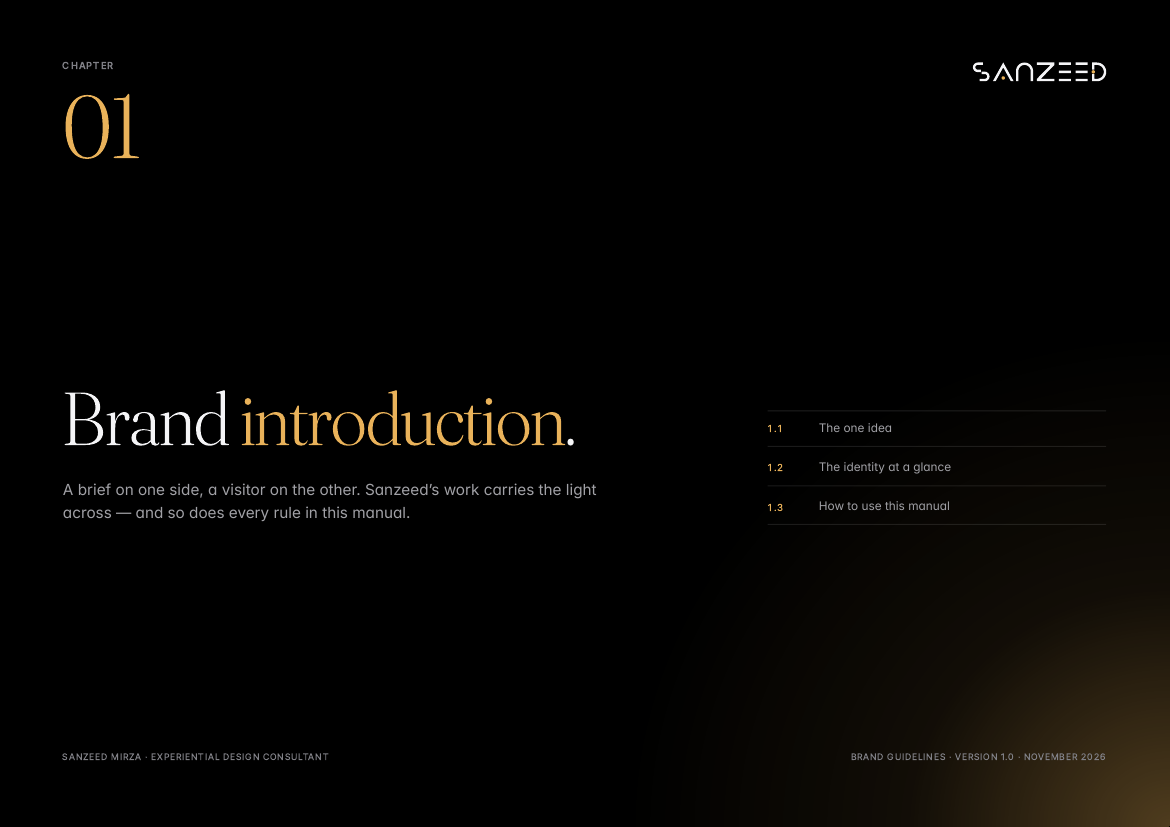 CHAPTER
SANZEED
01
Brand introduction.
A brief on one side, a visitor on the other. Sanzeed’s work carries the light
across — and so does every rule in this manual.
1.1 The one idea
1.2 The identity at a glance
1.3 How to use this manual
SANZEED MIRZA · EXPERIENTIAL DESIGN CONSULTANT
BRAND GUIDELINES · VERSION 1.0 · NOVEMBER 2026